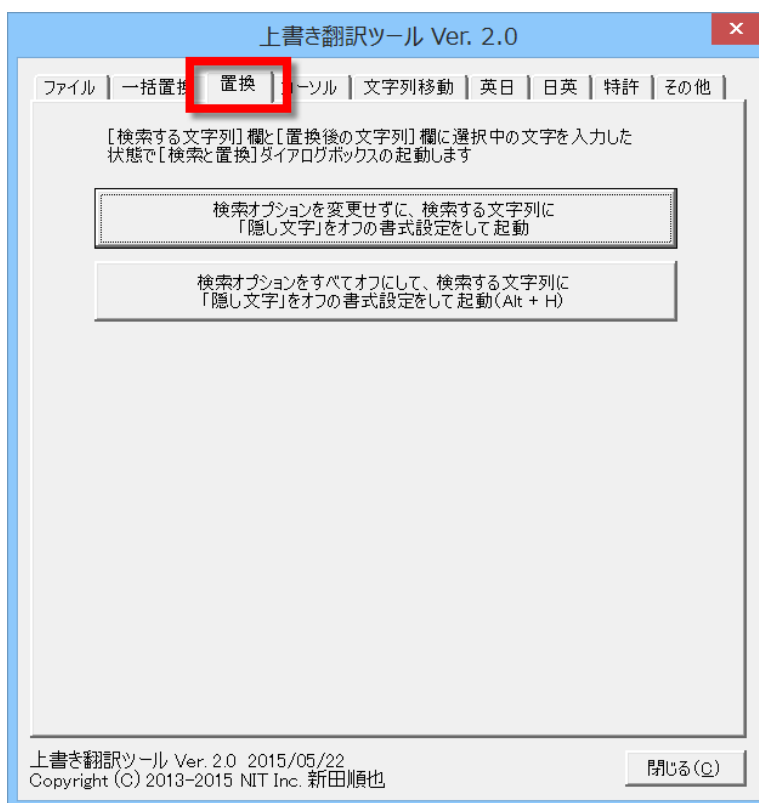 上書き翻訳ツール Ver. 2.0
×
ファイル 一括置換 置換 カーソル 文字列移動 英日 日英 特許 その他
[検索する文字列]欄と[置換後の文字列]欄に選択中の文字を入力した
状態で[検索と置換]ダイアログボックスの起動します
検索オプションを変更せずに、検索する文字列に
「隠し文字」をオフの書式設定をして起動
検索オプションをすべてオフにして、検索する文字列に
「隠し文字」をオフの書式設定をして起動(Alt + H)
上書き翻訳ツール Ver. 2.0 2015/05/22
Copyright (C) 2013-2015 NIT Inc. 新田順也
閉じる(C)